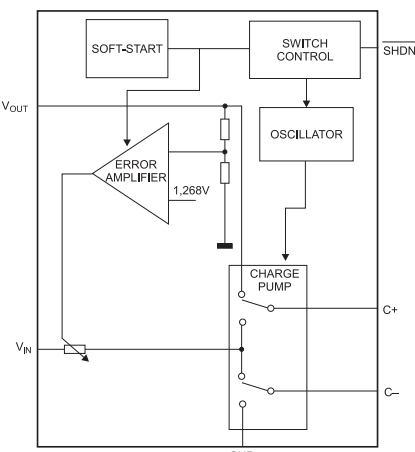 SOFT-START
SWITCH
CONTROL
SHDN
VOUT
OSCILLATOR
ERROR
AMPLIFIER
1,268V
CHARGE
PUMP
C+
VIN
C–